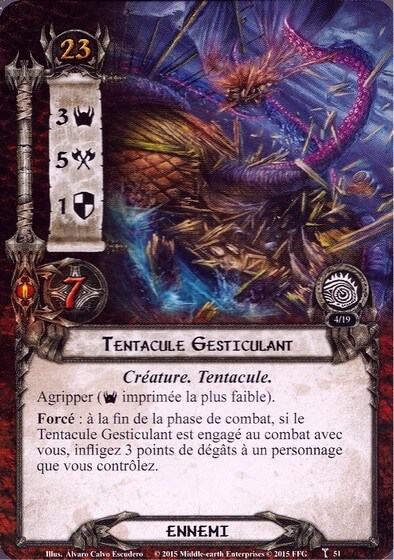 23
3
5
1
7
4/19
TENTACULE GESTICULANT
Créature. Tentacule.
Agripper ( imprimée la plus faible).
Forcé : à la fin de la phase de combat, si le
Tentacule Gesticulant est engagé au combat avec
vous, infligez 3 points de dégâts à un personnage
que vous contrôlez.
ENNEMI
Illus. Álvaro Calvo Escudero © 2015 Middle-earth Enterprises © 2015 FFG 51